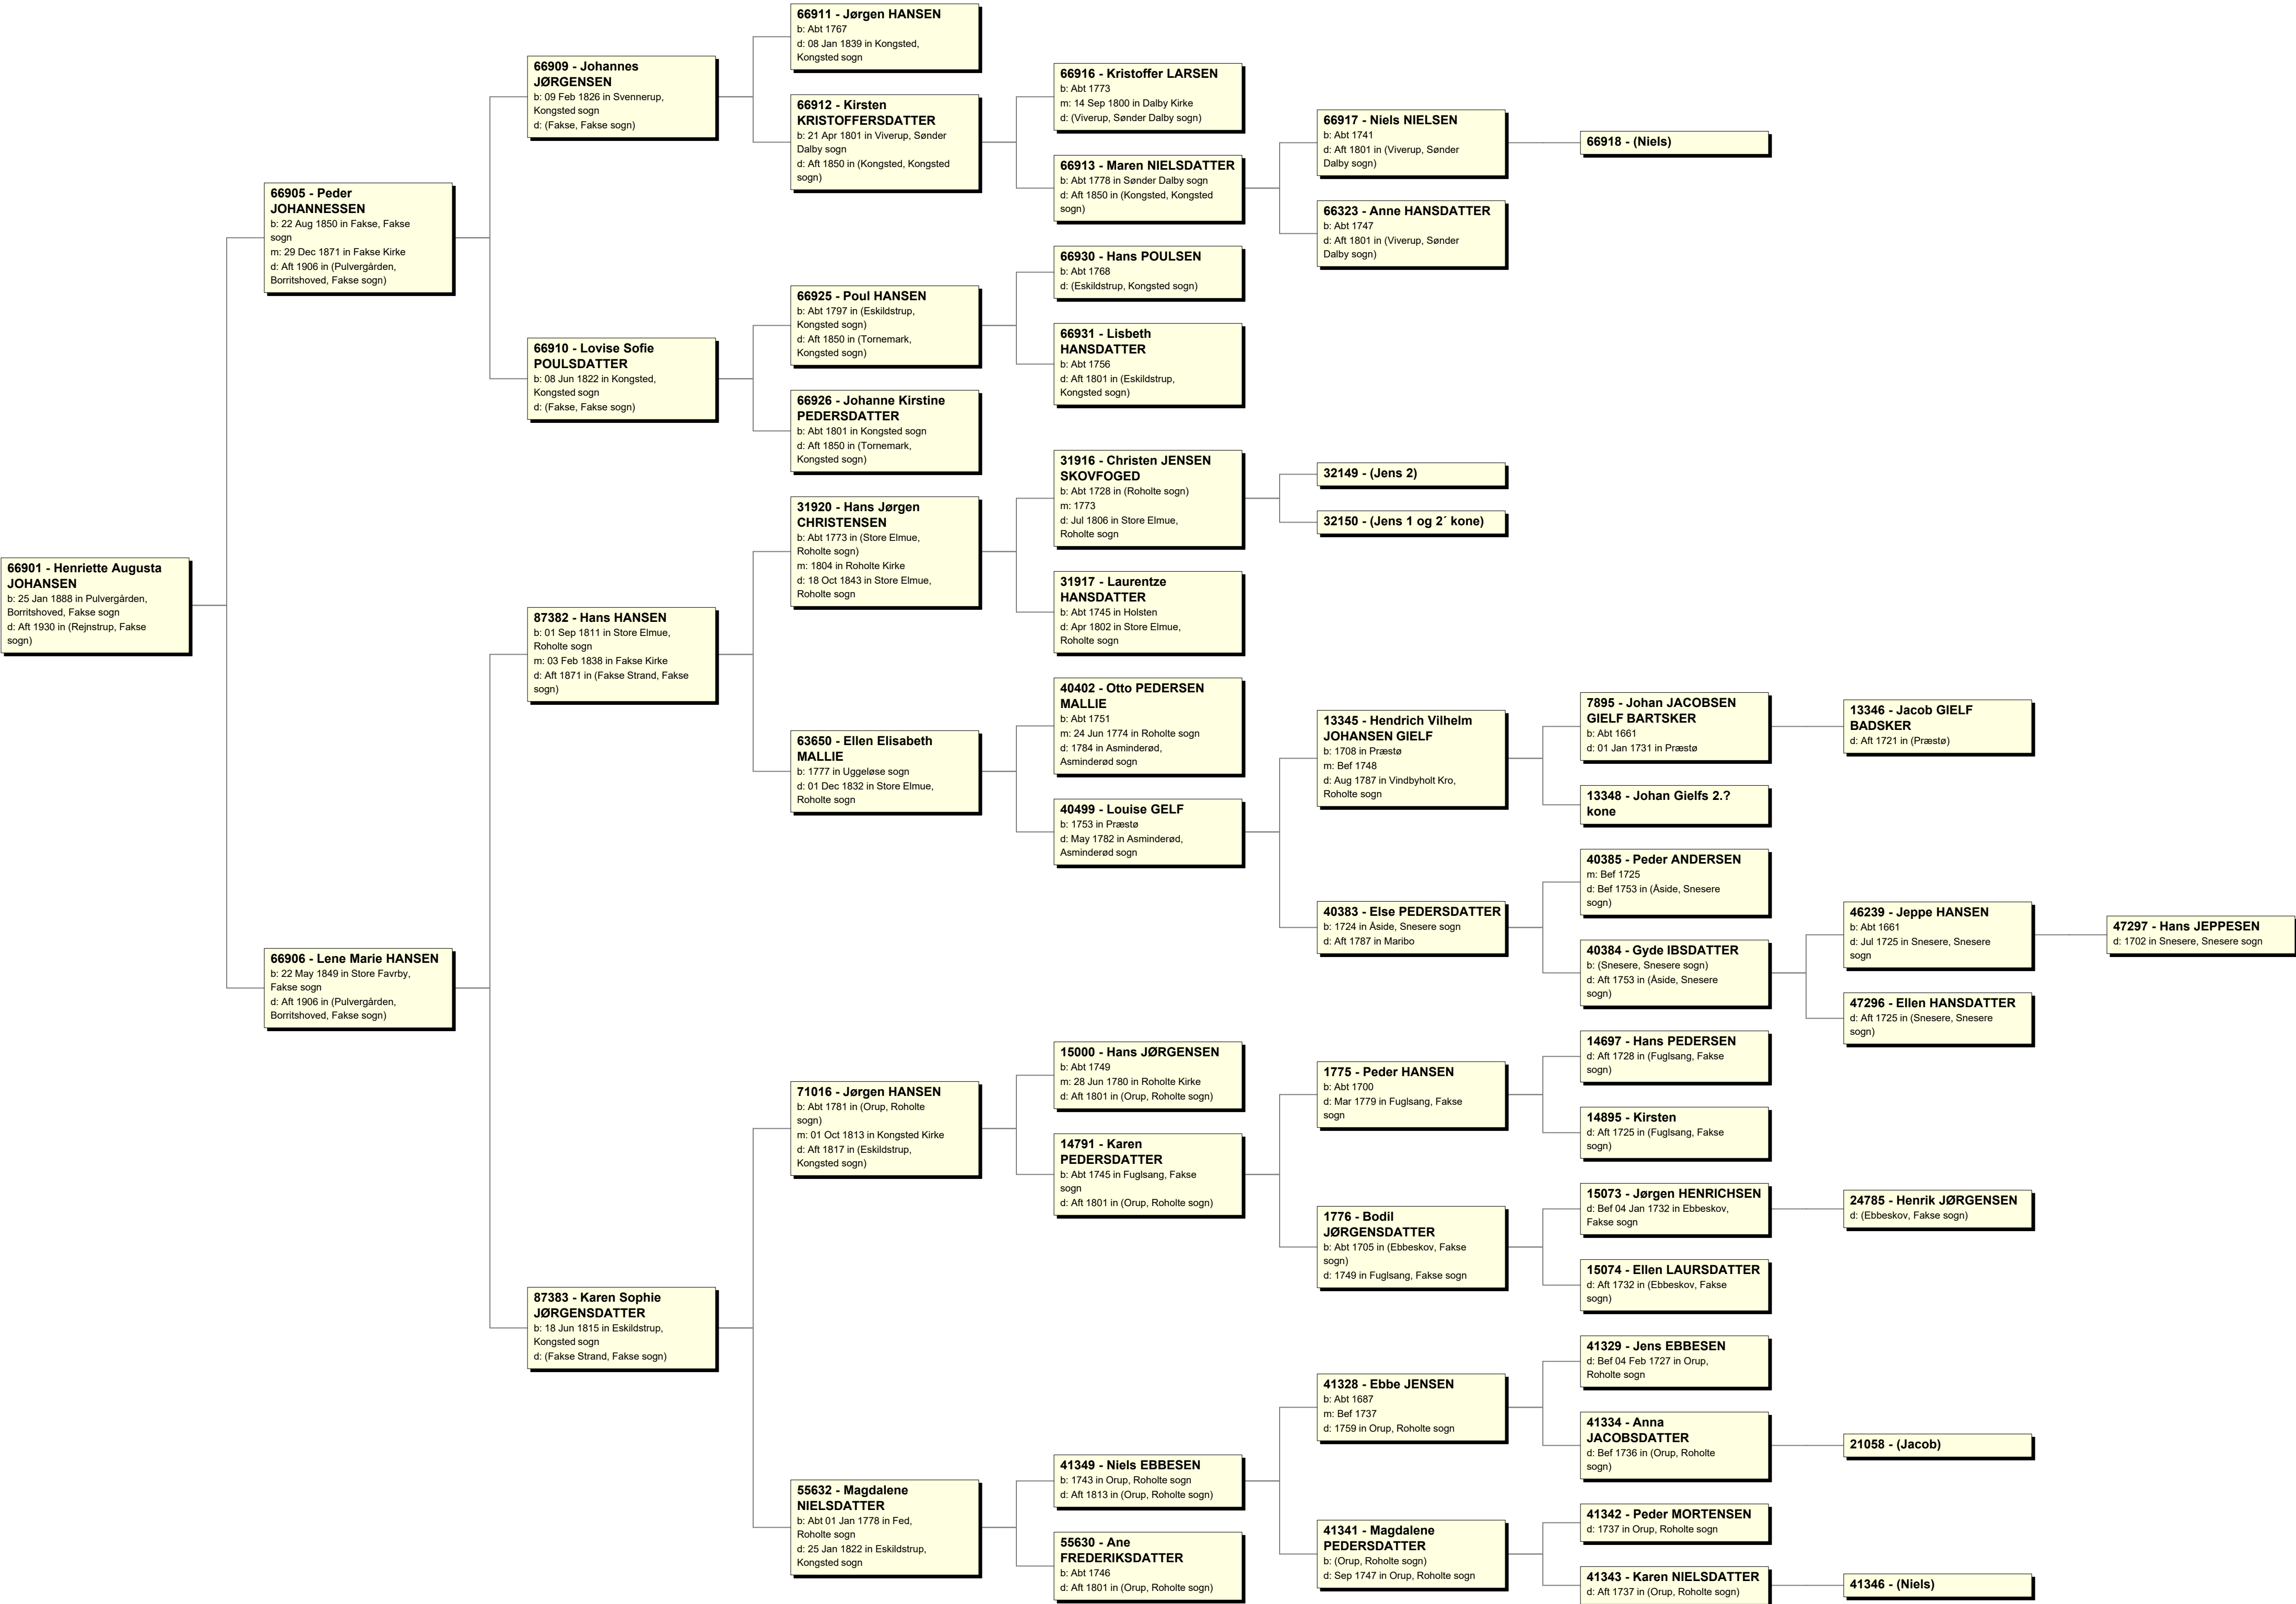 66901 - Henriette Augusta
JOHANSEN
b: 25 Jan 1888 in Pulvergården,
Borritshoved, Fakse sogn
d: Aft 1930 in (Rejnstrup, Fakse
sogn)
66905 - Peder
JOHANNESSEN
b: 22 Aug 1850 in Fakse, Fakse
sogn
m: 29 Dec 1871 in Fakse Kirke
d: Aft 1906 in (Pulvergården,
Borritshoved, Fakse sogn)
66906 - Lene Marie HANSEN
b: 22 May 1849 in Store Favrby,
Fakse sogn
d: Aft 1906 in (Pulvergården,
Borritshoved, Fakse sogn)
66909 - Johannes
JØRGENSEN
b: 09 Feb 1826 in Svennerup,
Kongsted sogn
d: (Fakse, Fakse sogn)
66910 - Lovise Sofie
POULSDATTER
b: 08 Jun 1822 in Kongsted,
Kongsted sogn
d: (Fakse, Fakse sogn)
87382 - Hans HANSEN
b: 01 Sep 1811 in Store Elmue,
Roholte sogn
m: 03 Feb 1838 in Fakse Kirke
d: Aft 1871 in (Fakse Strand, Fakse
sogn)
87383 - Karen Sophie
JØRGENSDATTER
b: 18 Jun 1815 in Eskildstrup,
Kongsted sogn
d: (Fakse Strand, Fakse sogn)
66911 - Jørgen HANSEN
b: Abt 1767
d: 08 Jan 1839 in Kongsted,
Kongsted sogn
66912 - Kirsten
KRISTOFFERSDATTER
b: 21 Apr 1801 in Viverup, Sønder
Dalby sogn
d: Aft 1850 in (Kongsted, Kongsted
sogn)
66925 - Poul HANSEN
b: Abt 1797 in (Eskildstrup,
Kongsted sogn)
d: Aft 1850 in (Tornemark,
Kongsted sogn)
66926 - Johanne Kirstine
PEDERSDATTER
b: Abt 1801 in Kongsted sogn
d: Aft 1850 in (Tornemark,
Kongsted sogn)
31920 - Hans Jørgen
CHRISTENSEN
b: Abt 1773 in (Store Elmue,
Roholte sogn)
m: 1804 in Roholte Kirke
d: 18 Oct 1843 in Store Elmue,
Roholte sogn
63650 - Ellen Elisabeth
MALLIE
b: 1777 in Uggeløse sogn
d: 01 Dec 1832 in Store Elmue,
Roholte sogn
71016 - Jørgen HANSEN
b: Abt 1781 in (Orup, Roholte
sogn)
m: 01 Oct 1813 in Kongsted Kirke
d: Aft 1817 in (Eskildstrup,
Kongsted sogn)
55632 - Magdalene
NIELSDATTER
b: Abt 01 Jan 1778 in Fed,
Roholte sogn
d: 25 Jan 1822 in Eskildstrup,
Kongsted sogn
66916 - Kristoffer LARSEN
b: Abt 1773
m: 14 Sep 1800 in Dalby Kirke
d: (Viverup, Sønder Dalby sogn)
66913 - Maren NIELSDATTER
b: Abt 1778 in Sønder Dalby sogn
d: Aft 1850 in (Kongsted, Kongsted
sogn)
66930 - Hans POULSEN
b: Abt 1768
d: (Eskildstrup, Kongsted sogn)
66931 - Lisbeth
HANSDATTER
b: Abt 1756
d: Aft 1801 in (Eskildstrup,
Kongsted sogn)
31916 - Christen JENSEN
SKOVFOGED
b: Abt 1728 in (Roholte sogn)
m: 1773
d: Jul 1806 in Store Elmue,
Roholte sogn
31917 - Laurentze
HANSDATTER
b: Abt 1745 in Holsten
d: Apr 1802 in Store Elmue,
Roholte sogn
40402 - Otto PEDERSEN
MALLIE
b: Abt 1751
m: 24 Jun 1774 in Roholte sogn
d: 1784 in Asminderød,
Asminderød sogn
40499 - Louise GELF
b: 1753 in Præstø
d: May 1782 in Asminderød,
Asminderød sogn
15000 - Hans JØRGENSEN
b: Abt 1749
m: 28 Jun 1780 in Roholte Kirke
d: Aft 1801 in (Orup, Roholte sogn)
14791 - Karen
PEDERSDATTER
b: Abt 1745 in Fuglsang, Fakse
sogn
d: Aft 1801 in (Orup, Roholte sogn)
41349 - Niels EBBESEN
b: 1743 in Orup, Roholte sogn
d: Aft 1813 in (Orup, Roholte sogn)
55630 - Ane
FREDERIKSDATTER
b: Abt 1746
d: Aft 1801 in (Orup, Roholte sogn)
66917 - Niels NIELSEN
b: Abt 1741
d: Aft 1801 in (Viverup, Sønder
Dalby sogn)
66323 - Anne HANSDATTER
b: Abt 1747
d: Aft 1801 in (Viverup, Sønder
Dalby sogn)
32149 - (Jens 2)
32150 - (Jens 1 og 2´ kone)
13345 - Hendrich Vilhelm
JOHANSEN GIELF
b: 1708 in Præstø
m: Bef 1748
d: Aug 1787 in Vindbyholt Kro,
Roholte sogn
40383 - Else PEDERSDATTER
b: 1724 in Åside, Snesere sogn
d: Aft 1787 in Maribo
1775 - Peder HANSEN
b: Abt 1700
d: Mar 1779 in Fuglsang, Fakse
sogn
1776 - Bodil
JØRGENSDATTER
b: Abt 1705 in (Ebbeskov, Fakse
sogn)
d: 1749 in Fuglsang, Fakse sogn
41328 - Ebbe JENSEN
b: Abt 1687
m: Bef 1737
d: 1759 in Orup, Roholte sogn
41341 - Magdalene
PEDERSDATTER
b: (Orup, Roholte sogn)
d: Sep 1747 in Orup, Roholte sogn
66918 - (Niels)
7895 - Johan JACOBSEN
GIELF BARTSKER
b: Abt 1661
d: 01 Jan 1731 in Præstø
13348 - Johan Gielfs 2.?
kone
40385 - Peder ANDERSEN
m: Bef 1725
d: Bef 1753 in (Åside, Snesere
sogn)
40384 - Gyde IBSDATTER
b: (Snesere, Snesere sogn)
d: Aft 1753 in (Åside, Snesere
sogn)
14697 - Hans PEDERSEN
d: Aft 1728 in (Fuglsang, Fakse
sogn)
14895 - Kirsten
d: Aft 1725 in (Fuglsang, Fakse
sogn)
15073 - Jørgen HENRICHSEN
d: Bef 04 Jan 1732 in Ebbeskov,
Fakse sogn
15074 - Ellen LAURSDATTER
d: Aft 1732 in (Ebbeskov, Fakse
sogn)
41329 - Jens EBBESEN
d: Bef 04 Feb 1727 in Orup,
Roholte sogn
41334 - Anna
JACOBSDATTER
d: Bef 1736 in (Orup, Roholte
sogn)
41342 - Peder MORTENSEN
d: 1737 in Orup, Roholte sogn
41343 - Karen NIELSDATTER
d: Aft 1737 in (Orup, Roholte sogn)
13346 - Jacob GIELF
BADSKER
d: Aft 1721 in (Præstø)
46239 - Jeppe HANSEN
b: Abt 1661
d: Jul 1725 in Snesere, Snesere
sogn
47296 - Ellen HANSDATTER
d: Aft 1725 in (Snesere, Snesere
sogn)
24785 - Henrik JØRGENSEN
d: (Ebbeskov, Fakse sogn)
21058 - (Jacob)
41346 - (Niels)
47297 - Hans JEPPESEN
d: 1702 in Snesere, Snesere sogn